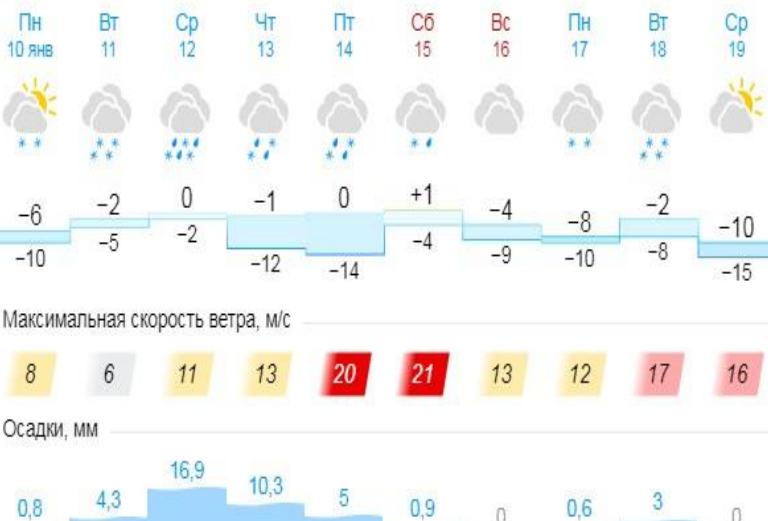 Пн Вт Ср Чт Пт Сб Вс Пн Вт Ср
10 янв 11 12 13 14 15 16 17 18 19
−6 −2 0 −1 0 +1 −4 −8 −2 −10
−10 −5 −2 −12 −14 −4 −9 −10 −8 −15
Максимальная скорость ветра, м/с
8 6 11 13 20 21 13 12 17 16
Осадки, мм
0,8 4,3 16,9 10,3 5 0,9 0 0,6 3 0